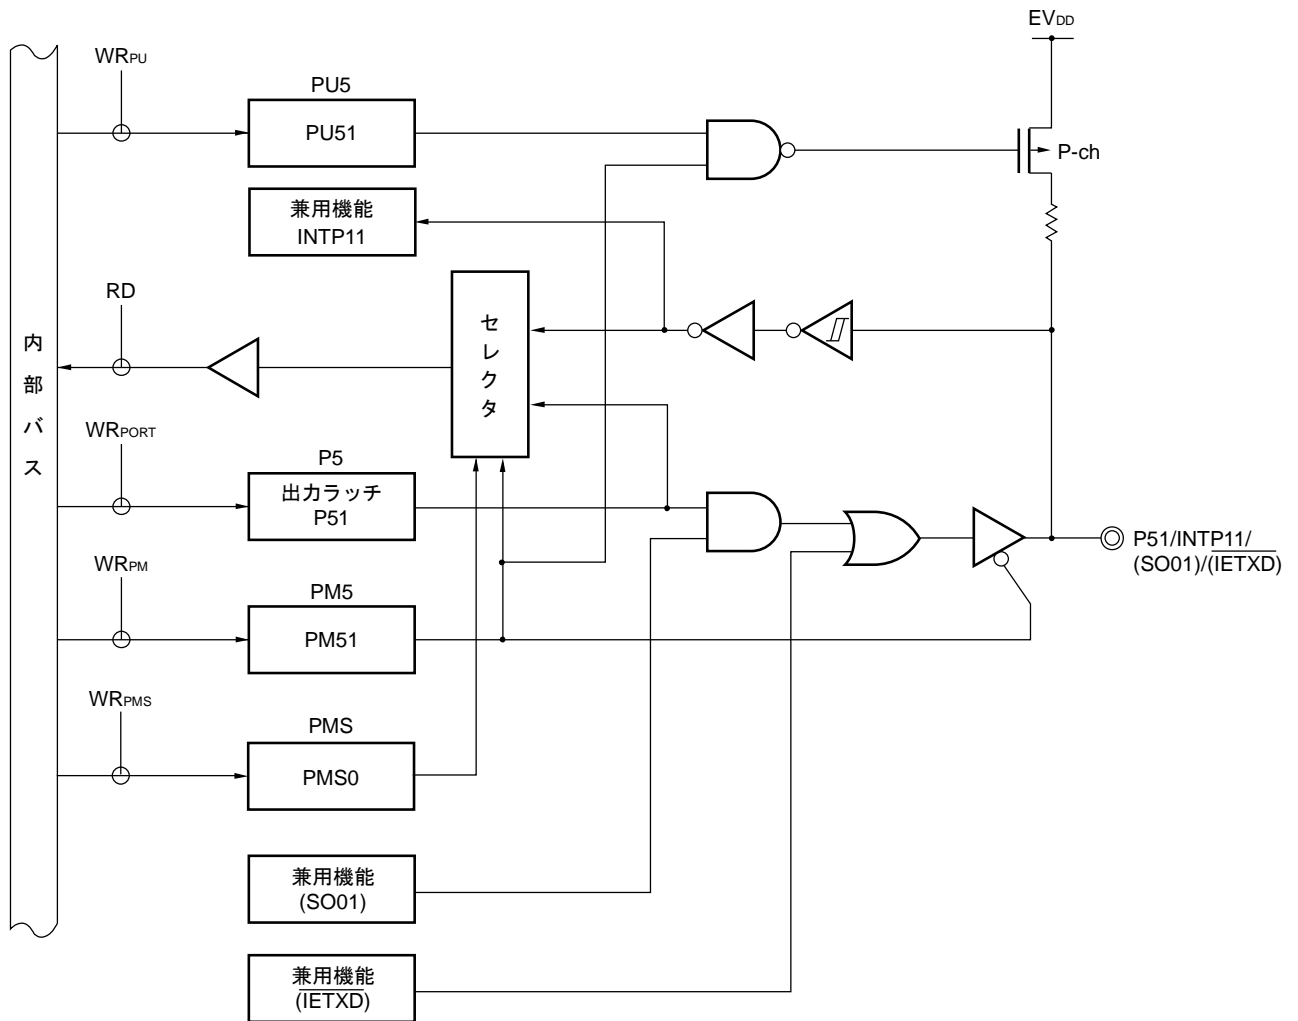 EVDD
WRPU
PU5
PU51
P-ch
兼用機能
INTP11
RD
セレクタ
内部バス
WRPORT
P5
出力ラッチ
P51
P51/INTP11/
(SO01)/(IETXD)
WRPM
PM5
PM51
WRPMS
PMS
PMS0
兼用機能
(SO01)
兼用機能
(IETXD)